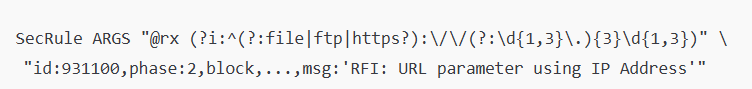 SecRule ARGS "@rx (?i:^(?:file|ftp|https?):\/\/(?:\d{1,3}\.){3}\d{1,3})" \
"id:931100,phase:2,block,...,msg:'RFI: URL parameter using IP Address'"